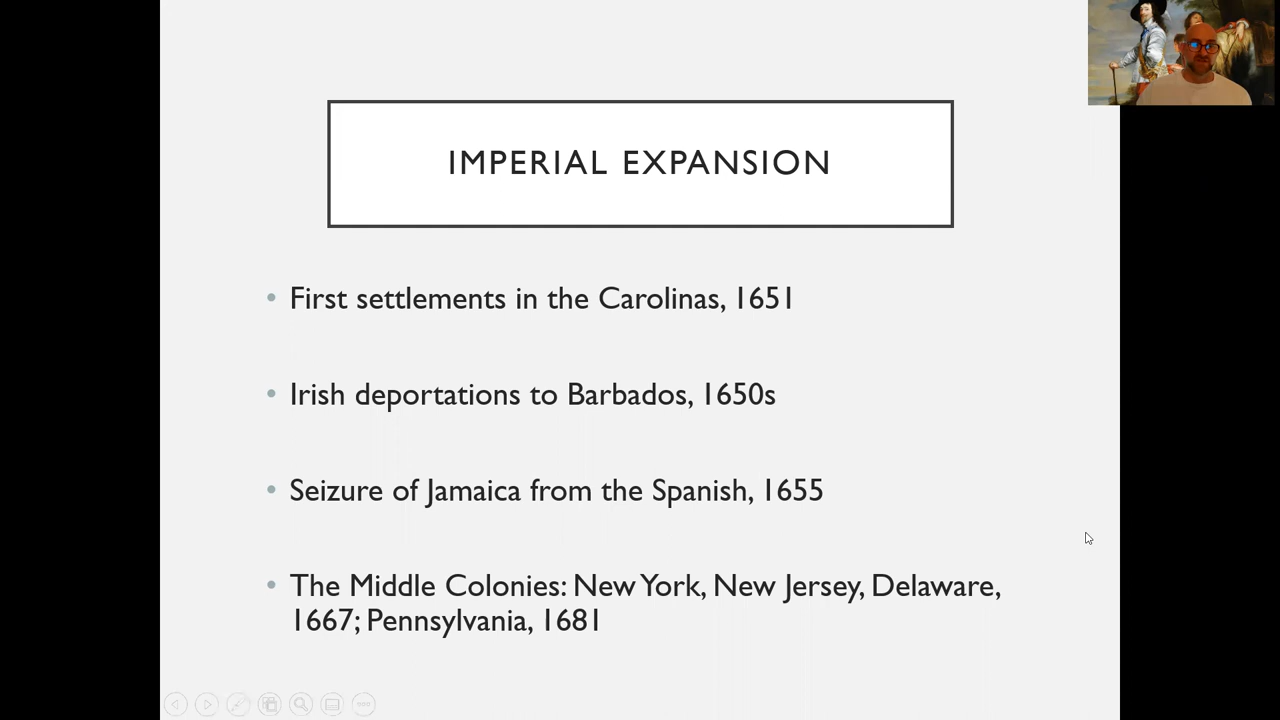 IMPERIAL EXPANSION
• First settlements in the Carolinas, 1651
• Irish deportations to Barbados, 1650s
• Seizure of Jamaica from the Spanish, 1655
• The Middle Colonies: New York, New Jersey, Delaware,
1667; Pennsylvania, 1681